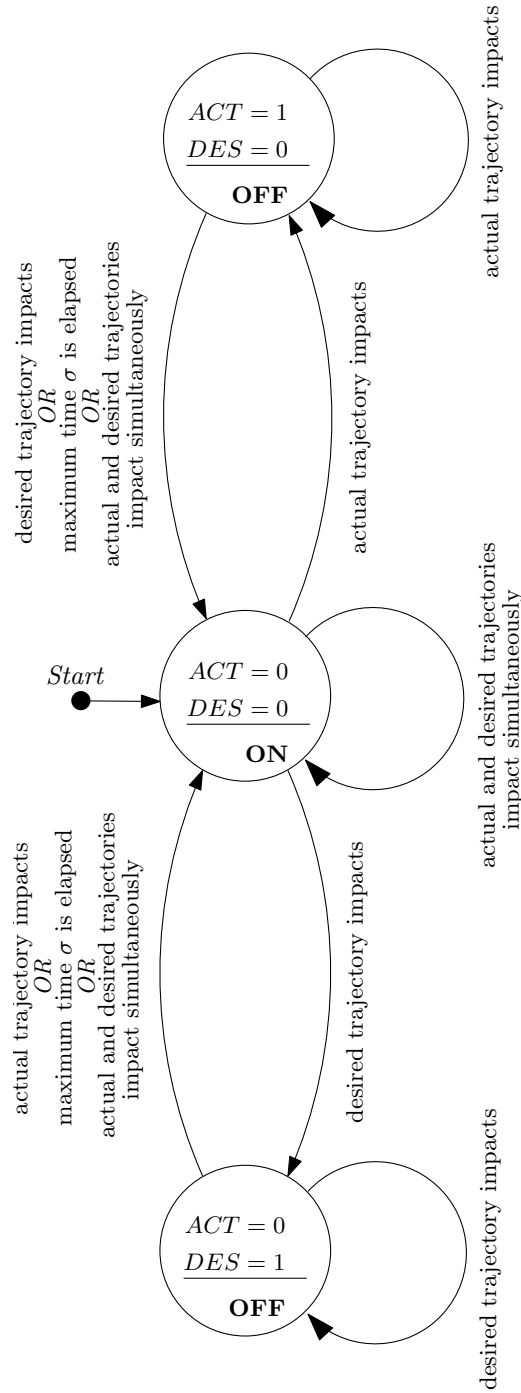 ACT = 1
DES = 0
OFF
actual trajectory impacts
desired trajectory impacts
OR
maximum time σ is elapsed
OR
actual and desired trajectories
impact simultaneously
actual trajectory impacts
Start
ACT = 0
DES = 0
ON
actual and desired trajectories
impact simultaneously
actual trajectory impacts
OR
maximum time σ is elapsed
OR
actual and desired trajectories
impact simultaneously
desired trajectory impacts
ACT = 0
DES = 1
OFF
desired trajectory impacts